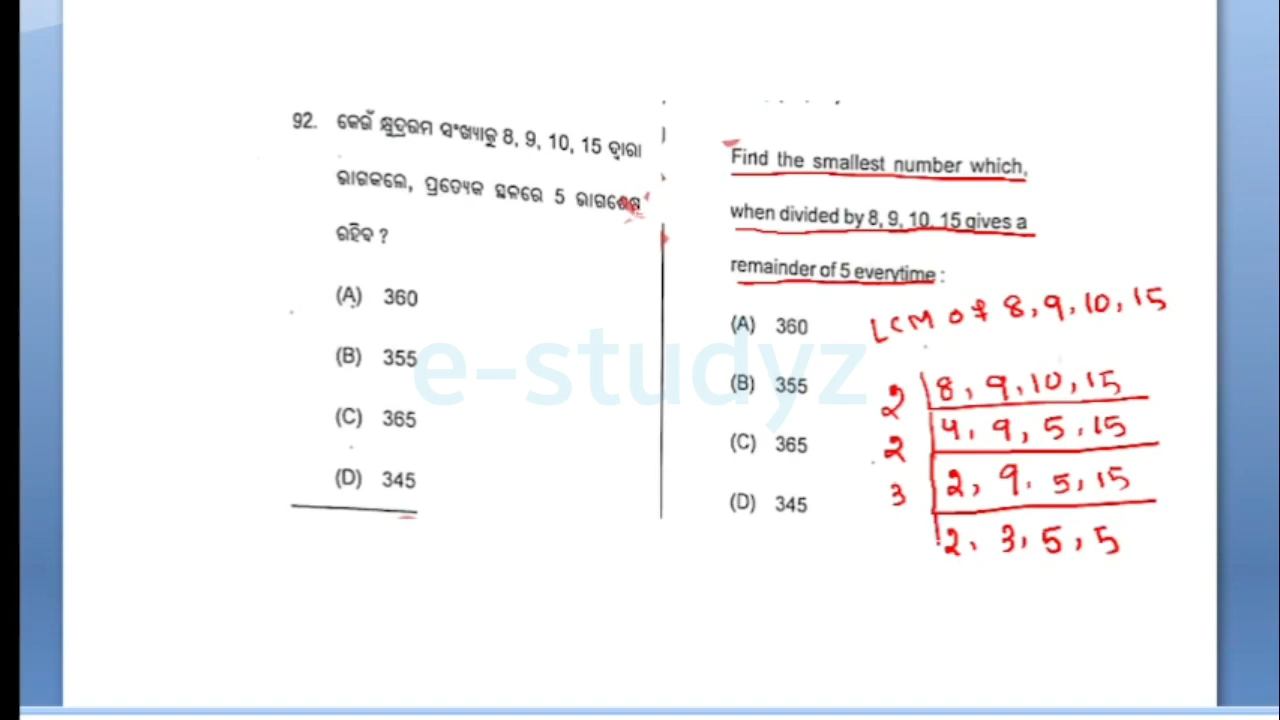 92. କେଉଁ କ୍ଷୁଦ୍ରତମ ସଂଖ୍ୟାକୁ 8, 9, 10, 15 ଦ୍ଵାରା
ଭାଗକଲେ, ପ୍ରତ୍ୟେକ ସ୍ଥଳରେ 5 ଭାଗଶେଷ
ରହିବ ?
(A) 360
(B) 355
(C) 365
(D) 345
Find the smallest number which,
when divided by 8, 9, 10, 15 gives a
remainder of 5 everytime :
(A) 360
(B) 355
(C) 365
(D) 345
LCM of 8, 9, 10, 15
2 8, 9, 10, 15
2 4, 9, 5, 15
3 2, 9, 5, 15
2, 3, 5, 5
e-studyz